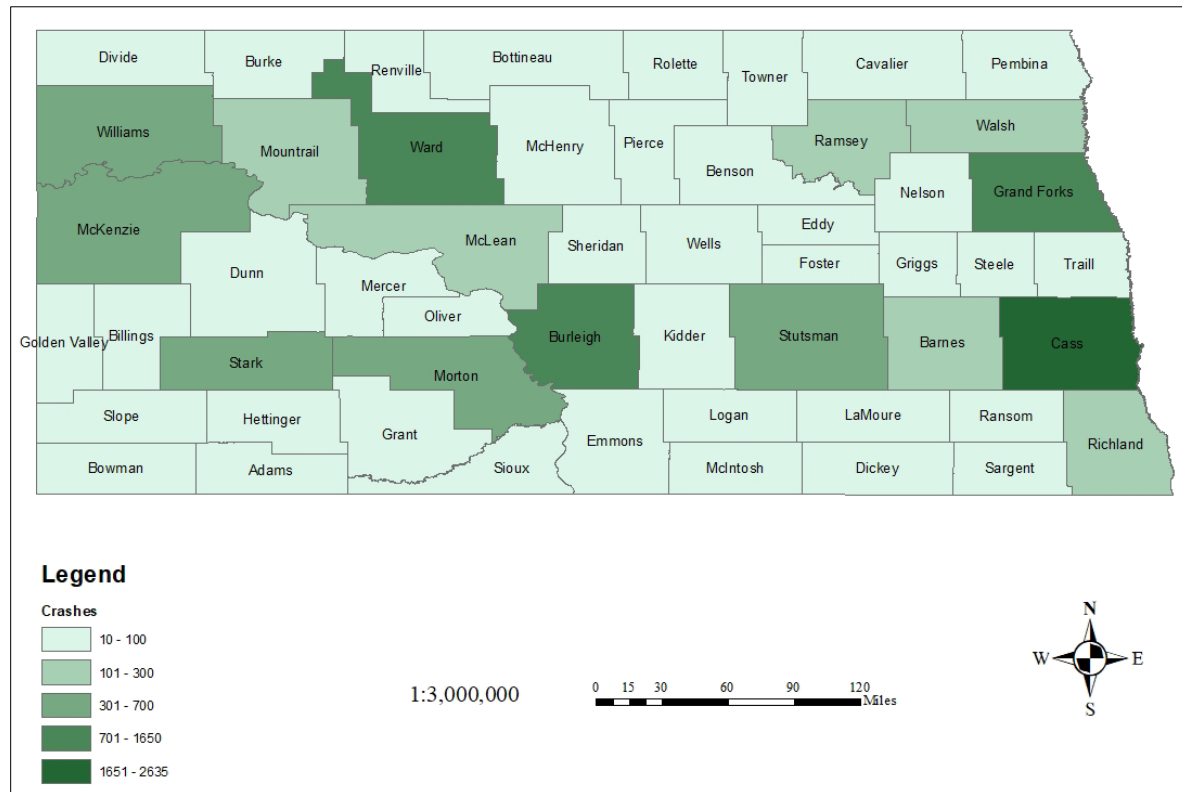 Divide
Burke
Renville
Bottineau
Rolette
Towner
Cavalier
Pembina
Williams
Mountrail
Ward
McHenry
Pierce
Benson
Ramsey
Walsh
Nelson
Grand Forks
McKenzie
Dunn
McLean
Mercer
Oliver
Sheridan
Wells
Eddy
Foster
Griggs
Steele
Traill
Golden Valley
Billings
Stark
Morton
Burleigh
Kidder
Stutsman
Barnes
Cass
Slope
Hettinger
Grant
Emmons
Logan
LaMoure
Ransom
Richland
Bowman
Adams
Sioux
McIntosh
Dickey
Sargent
Legend
Crashes
10 - 100
101 - 300
301 - 700
701 - 1650
1651 - 2635
1:3,000,000
0 15 30 60 90 120
Miles
N
W E
S